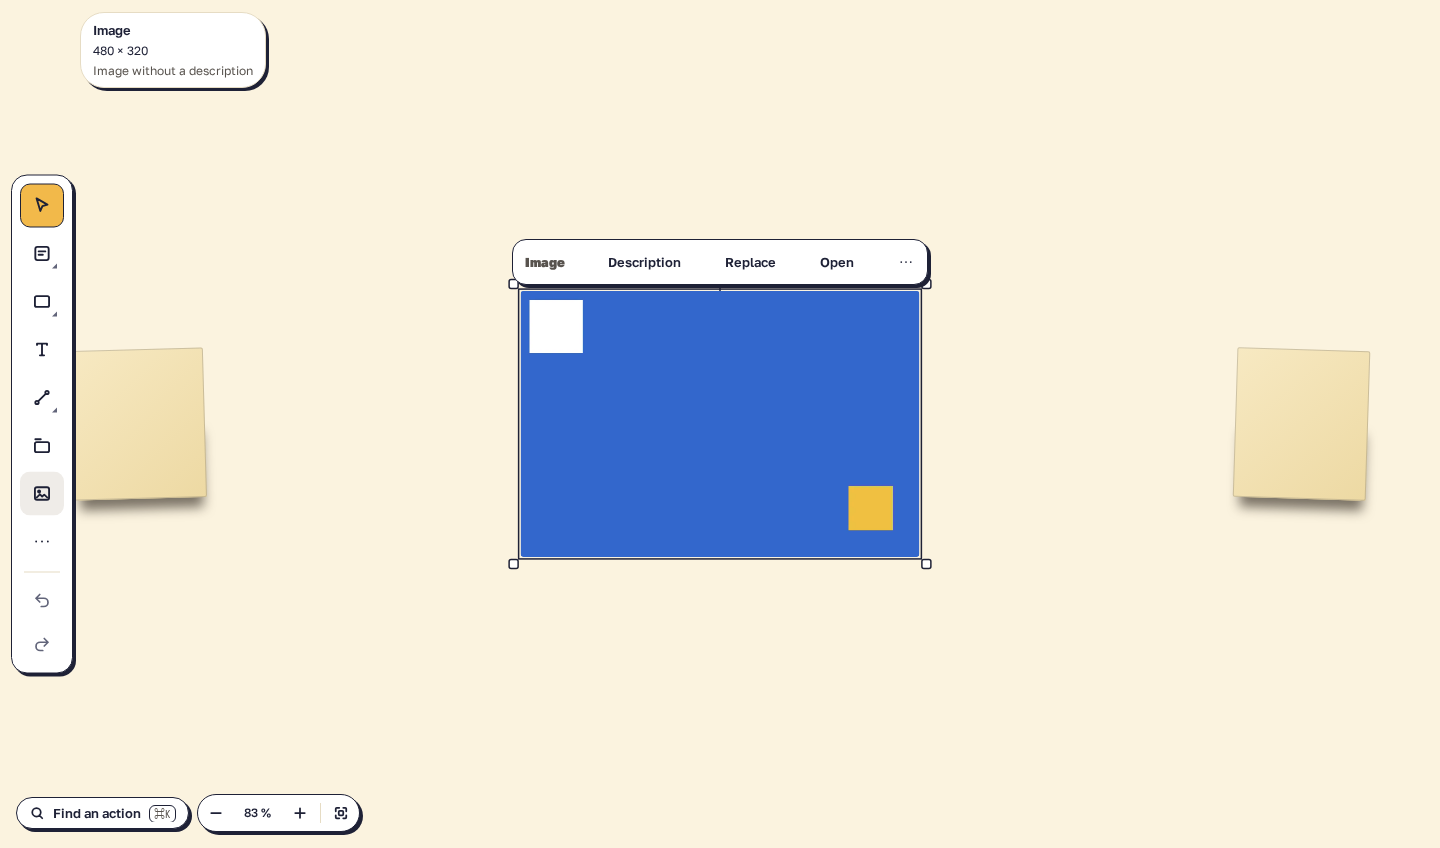 Image
480 × 320
Image without a description
Image Description Replace Open ···
T
Find an action ⌘K
83 %